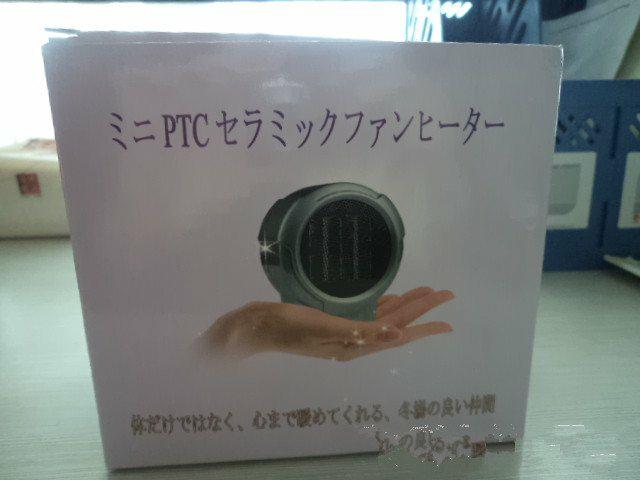 ミニPTCセラミックファンヒーター
体だけではなく、心まで暖めてくれる、冬場の良い仲間